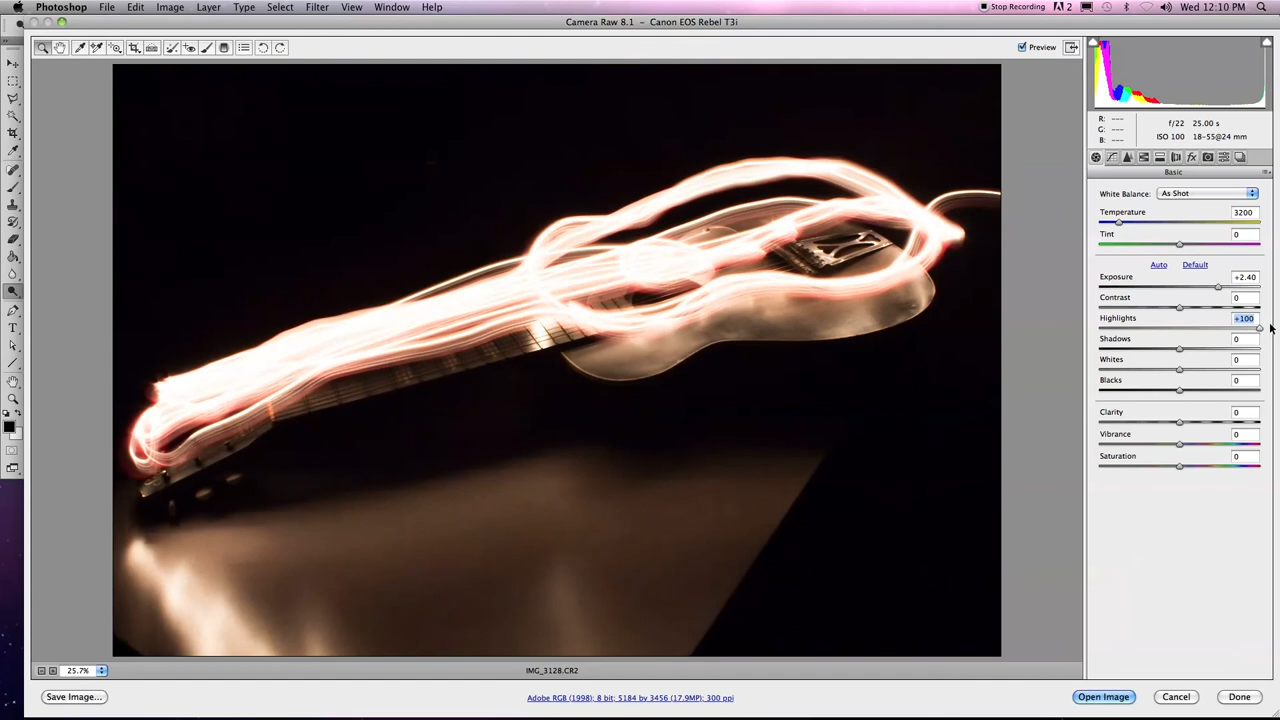 Photoshop File Edit Image Layer Type Select Filter View Window Help Stop Recording 2 Wed 12:10 PM
Camera Raw 8.1 – Canon EOS Rebel T3i
Preview
R: ---
G: ---
B: ---
f/22 25.00 s
ISO 100 18-55@24 mm
Basic
White Balance: As Shot
Temperature 3200
Tint 0
Auto Default
Exposure +2.40
Contrast 0
Highlights +100
Shadows 0
Whites 0
Blacks 0
Clarity 0
Vibrance 0
Saturation 0
25.7% IMG_3128.CR2
Save Image... Adobe RGB (1998); 8 bit; 5184 by 3456 (17.9MP); 300 ppi Open Image Cancel Done